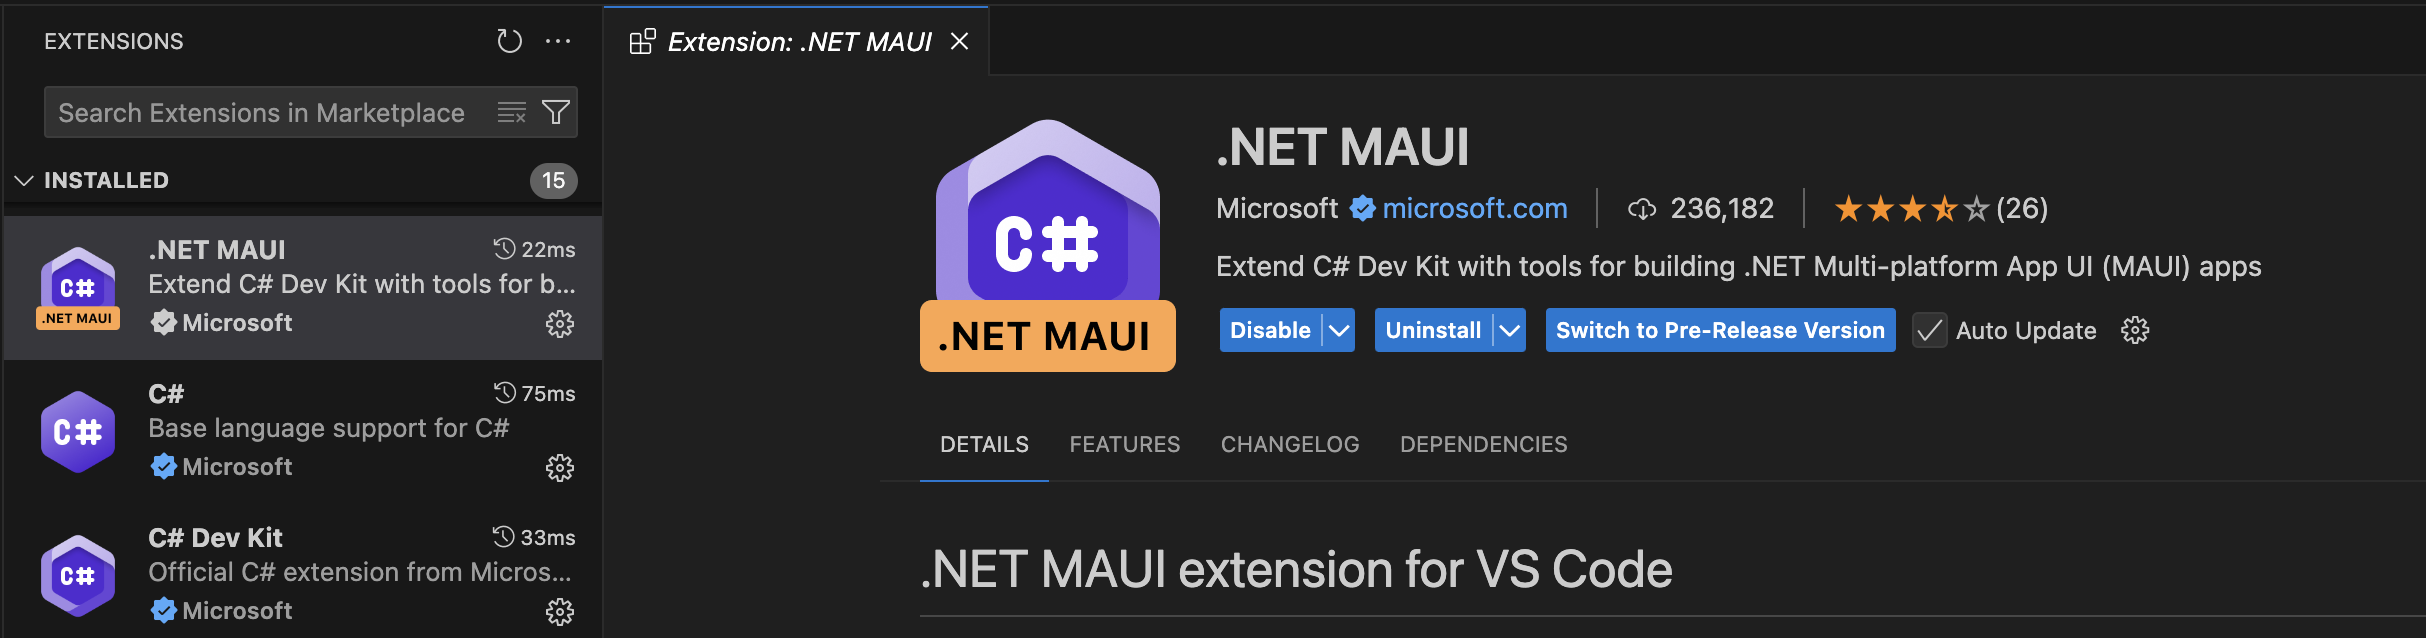 EXTENSIONS
Search Extensions in Marketplace
INSTALLED 15
.NET MAUI 22ms
Extend C# Dev Kit with tools for b...
Microsoft
C# .NET MAUI
C# 75ms
Base language support for C#
Microsoft
C#
C# Dev Kit 33ms
Official C# extension from Micros...
Microsoft
C#
Extension: .NET MAUI
C#
.NET MAUI
.NET MAUI
Microsoft microsoft.com 236,182 (26)
Extend C# Dev Kit with tools for building .NET Multi-platform App UI (MAUI) apps
Disable Uninstall Switch to Pre-Release Version Auto Update
DETAILS FEATURES CHANGELOG DEPENDENCIES
.NET MAUI extension for VS Code